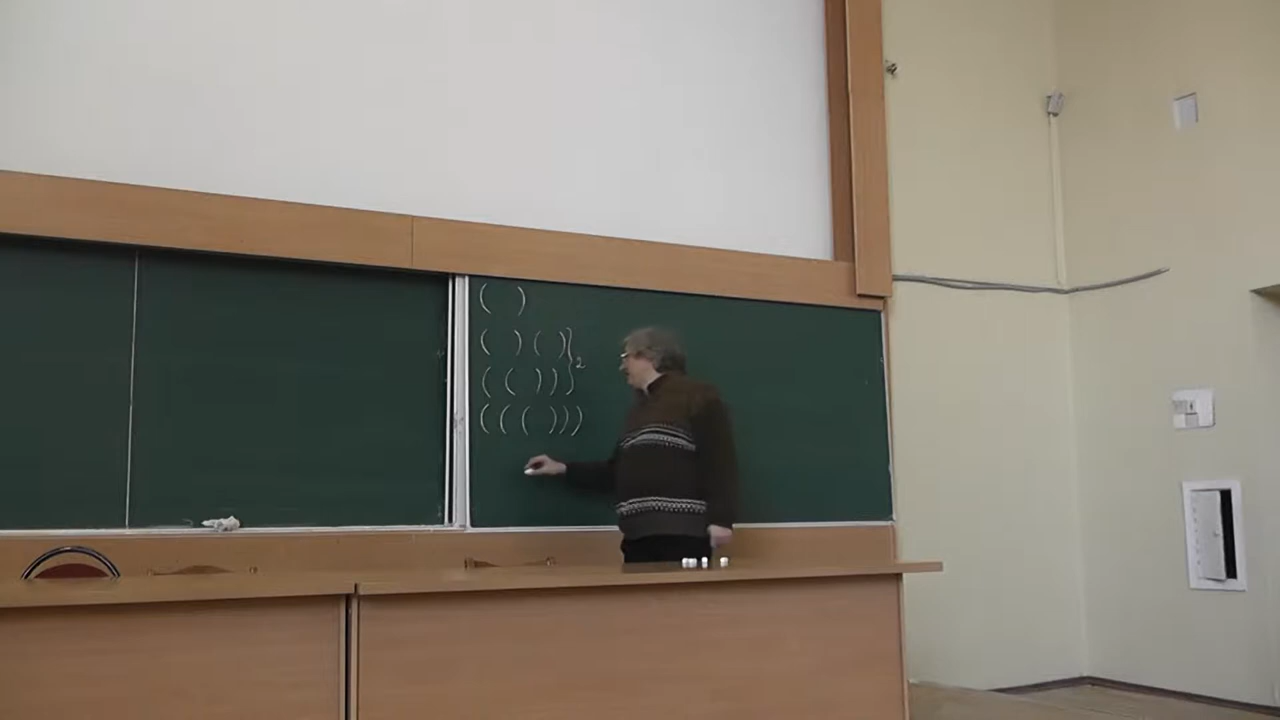 ( )
( ) ( ) } 2
( ( ) )
( ( ( ) ) )